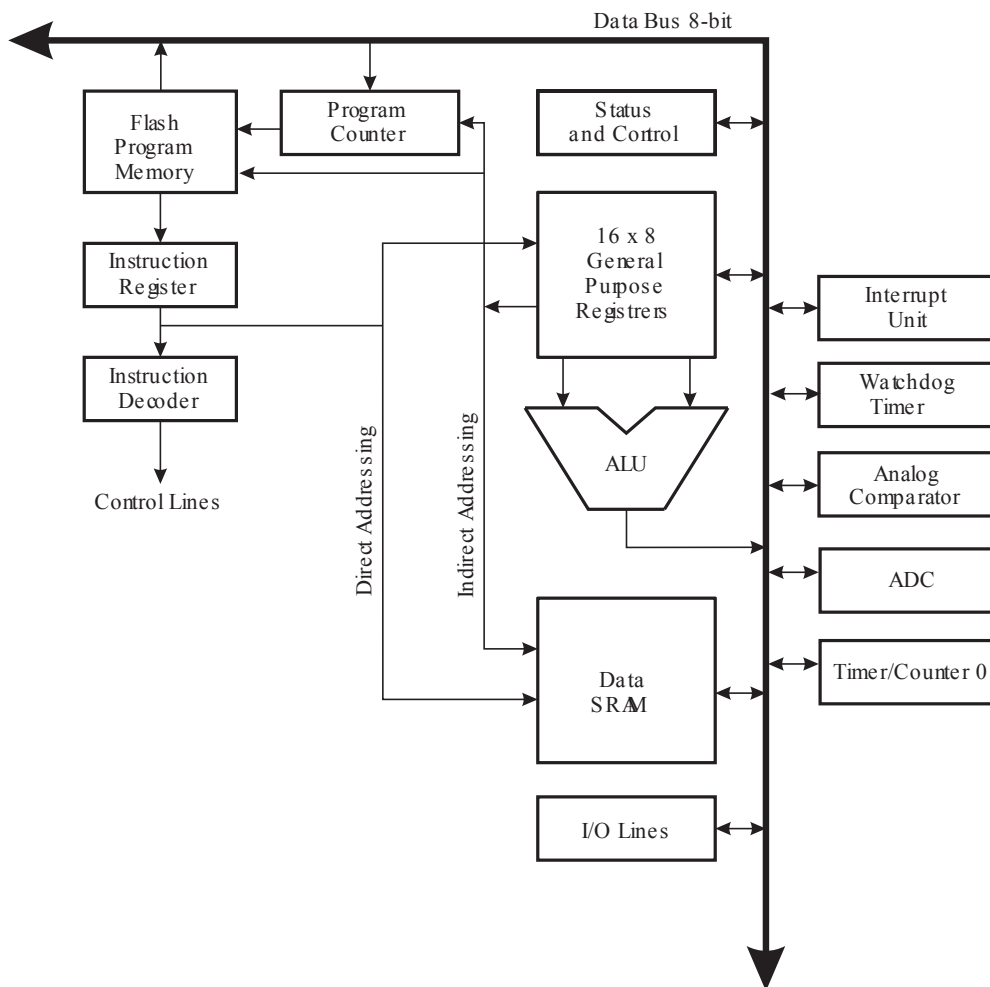 Data Bus 8-bit
Flash
Program
Memory
Program
Counter
Status
and Control
16 x 8
General
Purpose
Registrers
Instruction
Register
Instruction
Decoder
Control Lines
Direct Addressing
Indirect Addressing
ALU
Interrupt
Unit
Watchdog
Timer
Analog
Comparator
ADC
Timer/Counter 0
Data
SRAM
I/O Lines